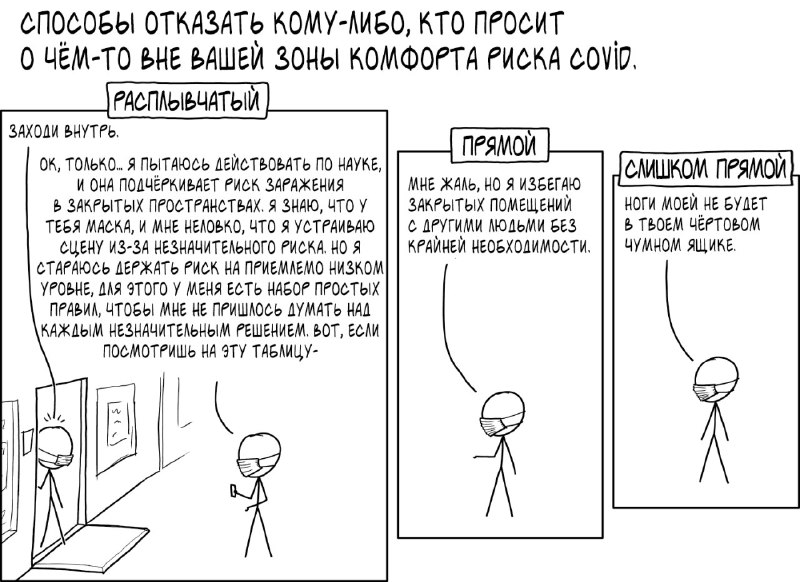 СПОСОБЫ ОТКАЗАТЬ КОМУ-ЛИБО, КТО ПРОСИТ
О ЧЁМ-ТО ВНЕ ВАШЕЙ ЗОНЫ КОМФОРТА РИСКА COVID.
РАСПЛЫВЧАТЫЙ
ЗАХОДИ ВНУТРЬ.
ОК, ТОЛЬКО... Я ПЫТАЮСЬ ДЕЙСТВОВАТЬ ПО НАУКЕ,
И ОНА ПОДЧЁРКИВАЕТ РИСК ЗАРАЖЕНИЯ
В ЗАКРЫТЫХ ПРОСТРАНСТВАХ. Я ЗНАЮ, ЧТО У
ТЕБЯ МАСКА, И МНЕ НЕЛОВКО, ЧТО Я УСТРАИВАЮ
СЦЕНУ ИЗ-ЗА НЕЗНАЧИТЕЛЬНОГО РИСКА. НО Я
СТАРАЮСЬ ДЕРЖАТЬ РИСК НА ПРИЕМЛЕМО НИЗКОМ
УРОВНЕ, ДЛЯ ЭТОГО У МЕНЯ ЕСТЬ НАБОР ПРОСТЫХ
ПРАВИЛ, ЧТОБЫ МНЕ НЕ ПРИШЛОСЬ ДУМАТЬ НАД
КАЖДЫМ НЕЗНАЧИТЕЛЬНЫМ РЕШЕНИЕМ. ВОТ, ЕСЛИ
ПОСМОТРИШЬ НА ЭТУ ТАБЛИЦУ-
ПРЯМОЙ
МНЕ ЖАЛЬ, НО Я ИЗБЕГАЮ
ЗАКРЫТЫХ ПОМЕЩЕНИЙ
С ДРУГИМИ ЛЮДЬМИ БЕЗ
КРАЙНЕЙ НЕОБХОДИМОСТИ.
СЛИШКОМ ПРЯМОЙ
НОГИ МОЕЙ НЕ БУДЕТ
В ТВОЕМ ЧЁРТОВОМ
ЧУМНОМ ЯЩИКЕ.